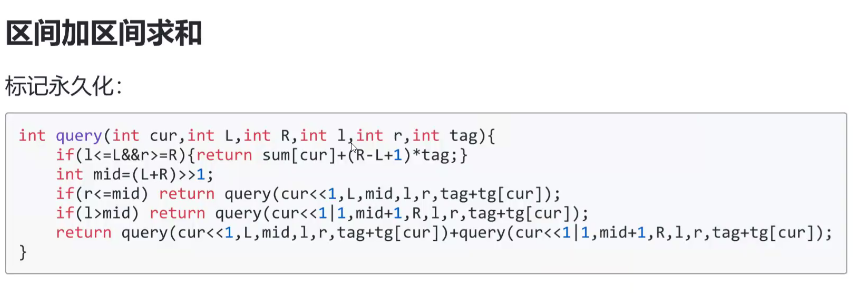 区间加区间求和
标记永久化：
int query(int cur,int L,int R,int l,int r,int tag){
    if(l<=L&&r>=R){return sum[cur]+(R-L+1)*tag;}
    int mid=(L+R)>>1;
    if(r<=mid) return query(cur<<1,L,mid,l,r,tag+tg[cur]);
    if(l>mid) return query(cur<<1|1,mid+1,R,l,r,tag+tg[cur]);
    return query(cur<<1,L,mid,l,r,tag+tg[cur])+query(cur<<1|1,mid+1,R,l,r,tag+tg[cur]);
}